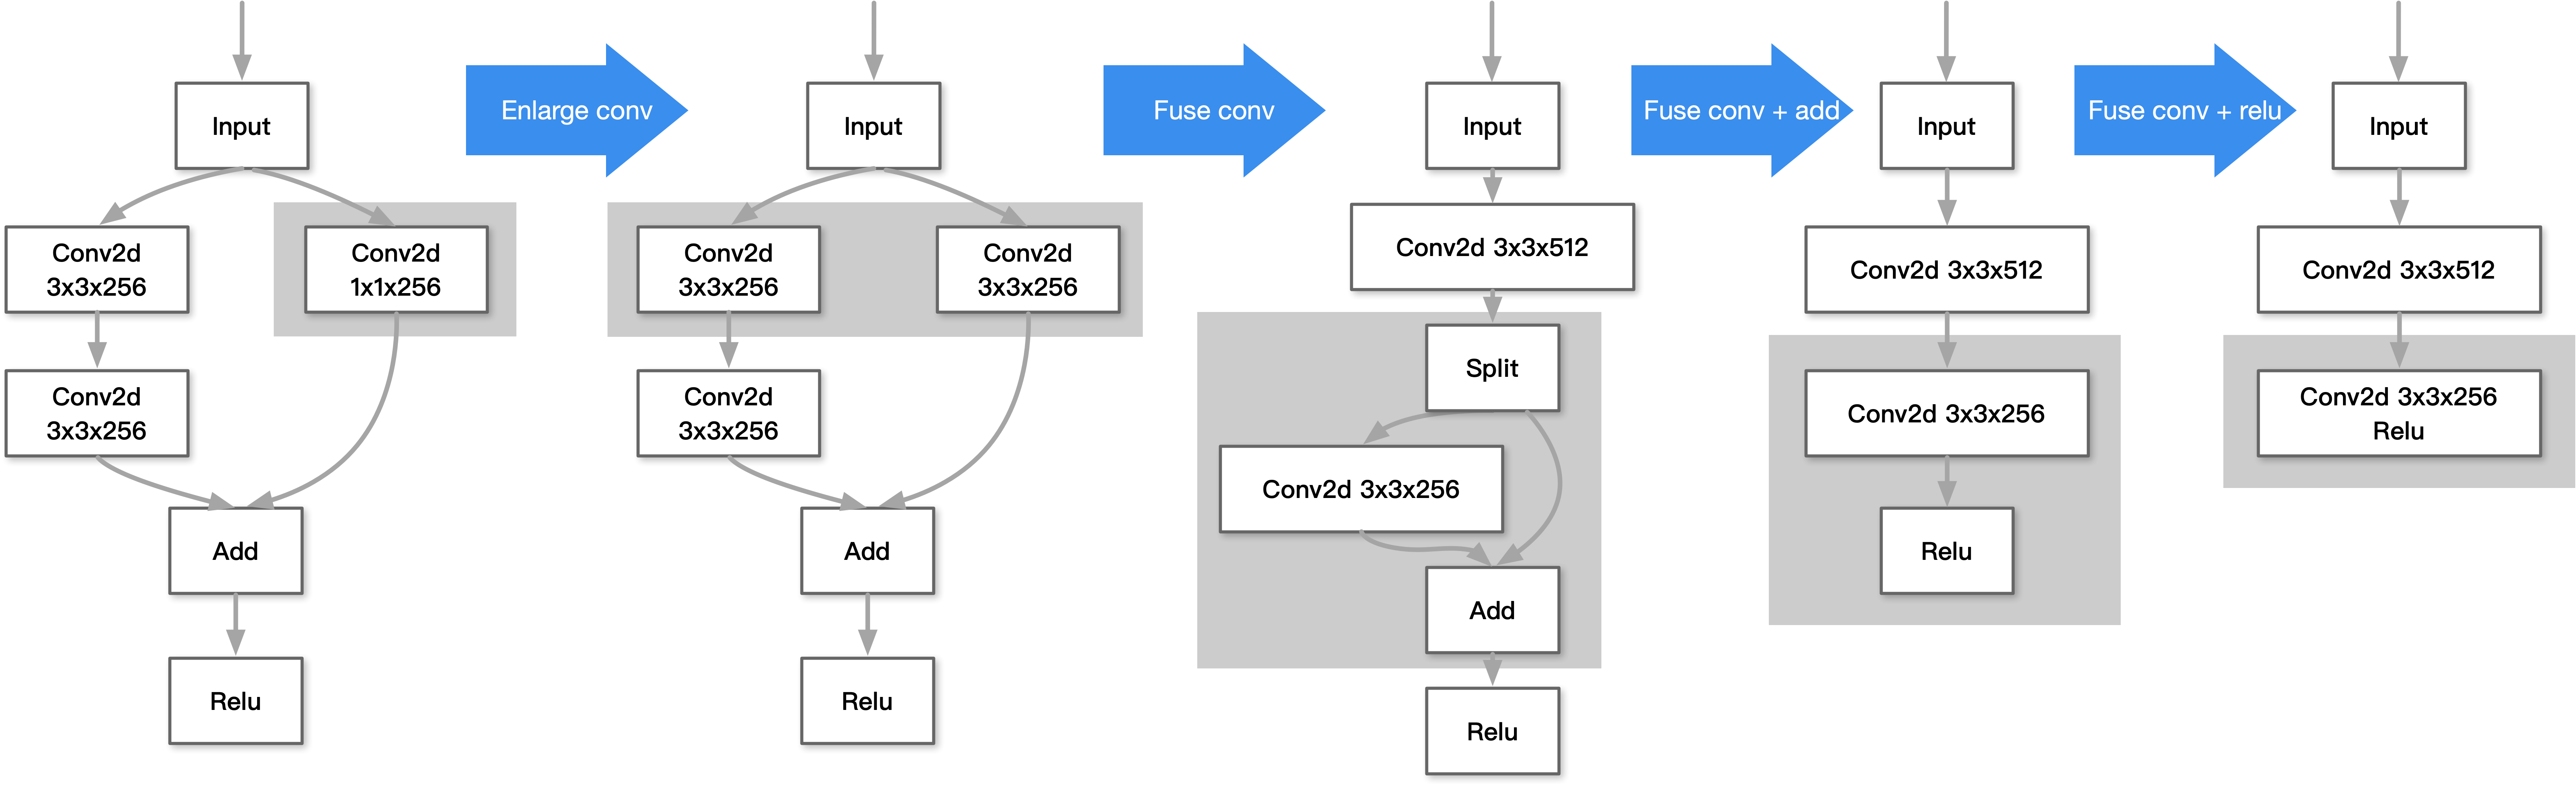 Input
Conv2d
3x3x256
Conv2d
1x1x256
Conv2d
3x3x256
Add
Relu
Enlarge conv
Input
Conv2d
3x3x256
Conv2d
3x3x256
Conv2d
3x3x256
Add
Relu
Fuse conv
Input
Conv2d 3x3x512
Split
Conv2d 3x3x256
Add
Relu
Fuse conv + add
Input
Conv2d 3x3x512
Conv2d 3x3x256
Relu
Fuse conv + relu
Input
Conv2d 3x3x512
Conv2d 3x3x256
Relu